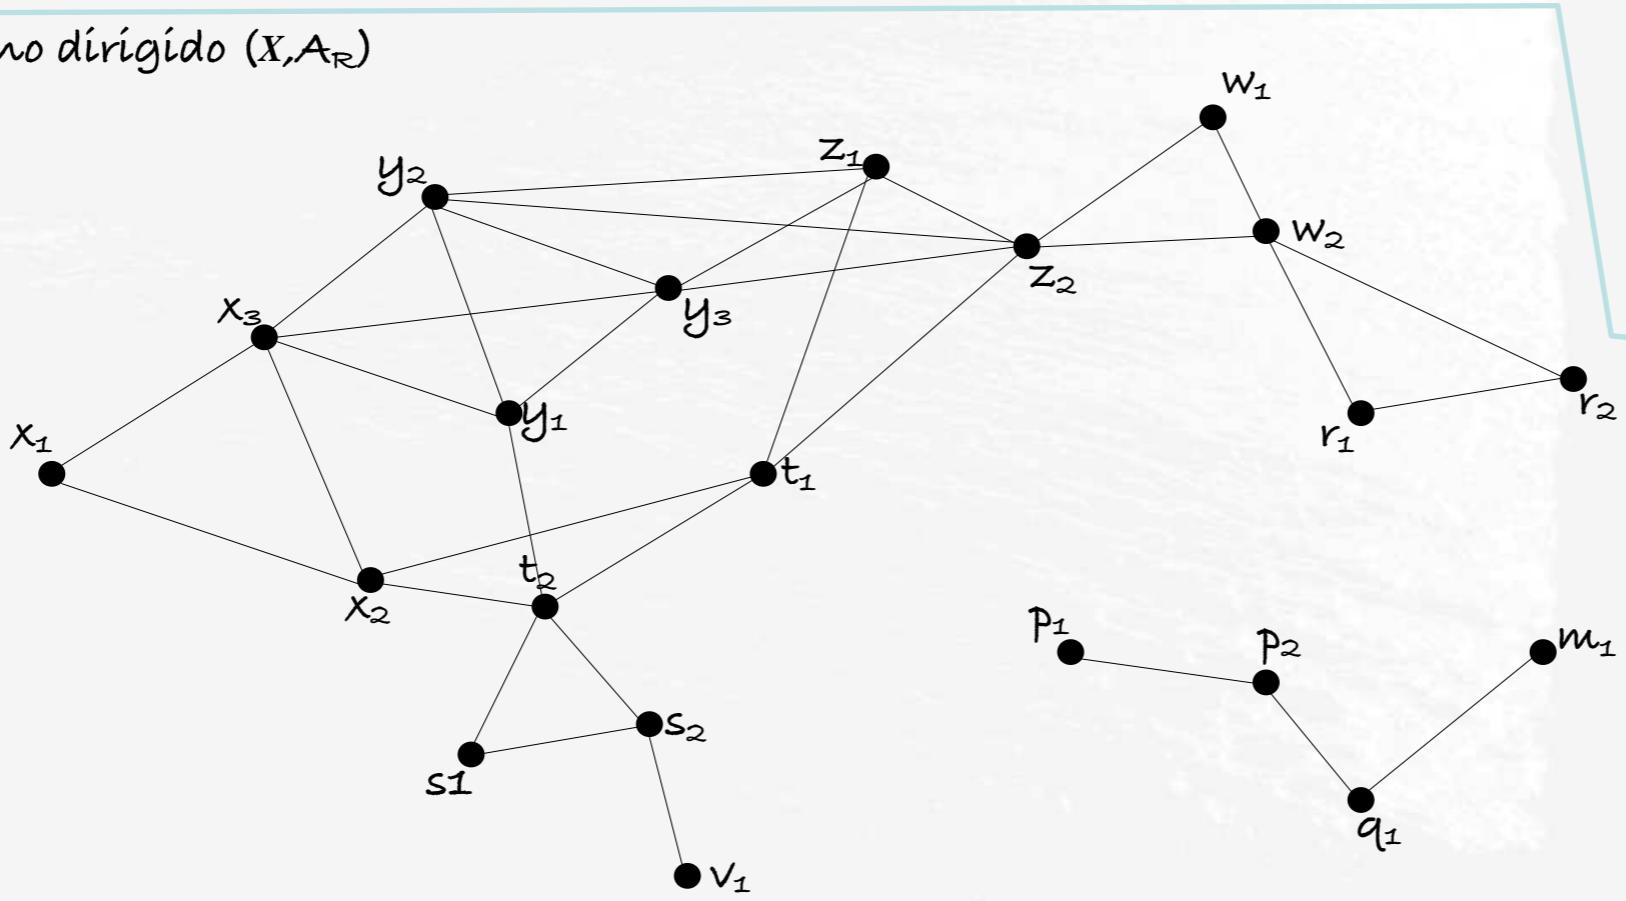 no dirigido (X,A_R)
w₁
z₁
y₂
w₂
z₂
x₃
y₃
r₂
y₁
r₁
x₁
t₁
t₂
x₂
p₁
p₂
m₁
s₂
s1
q₁
v₁